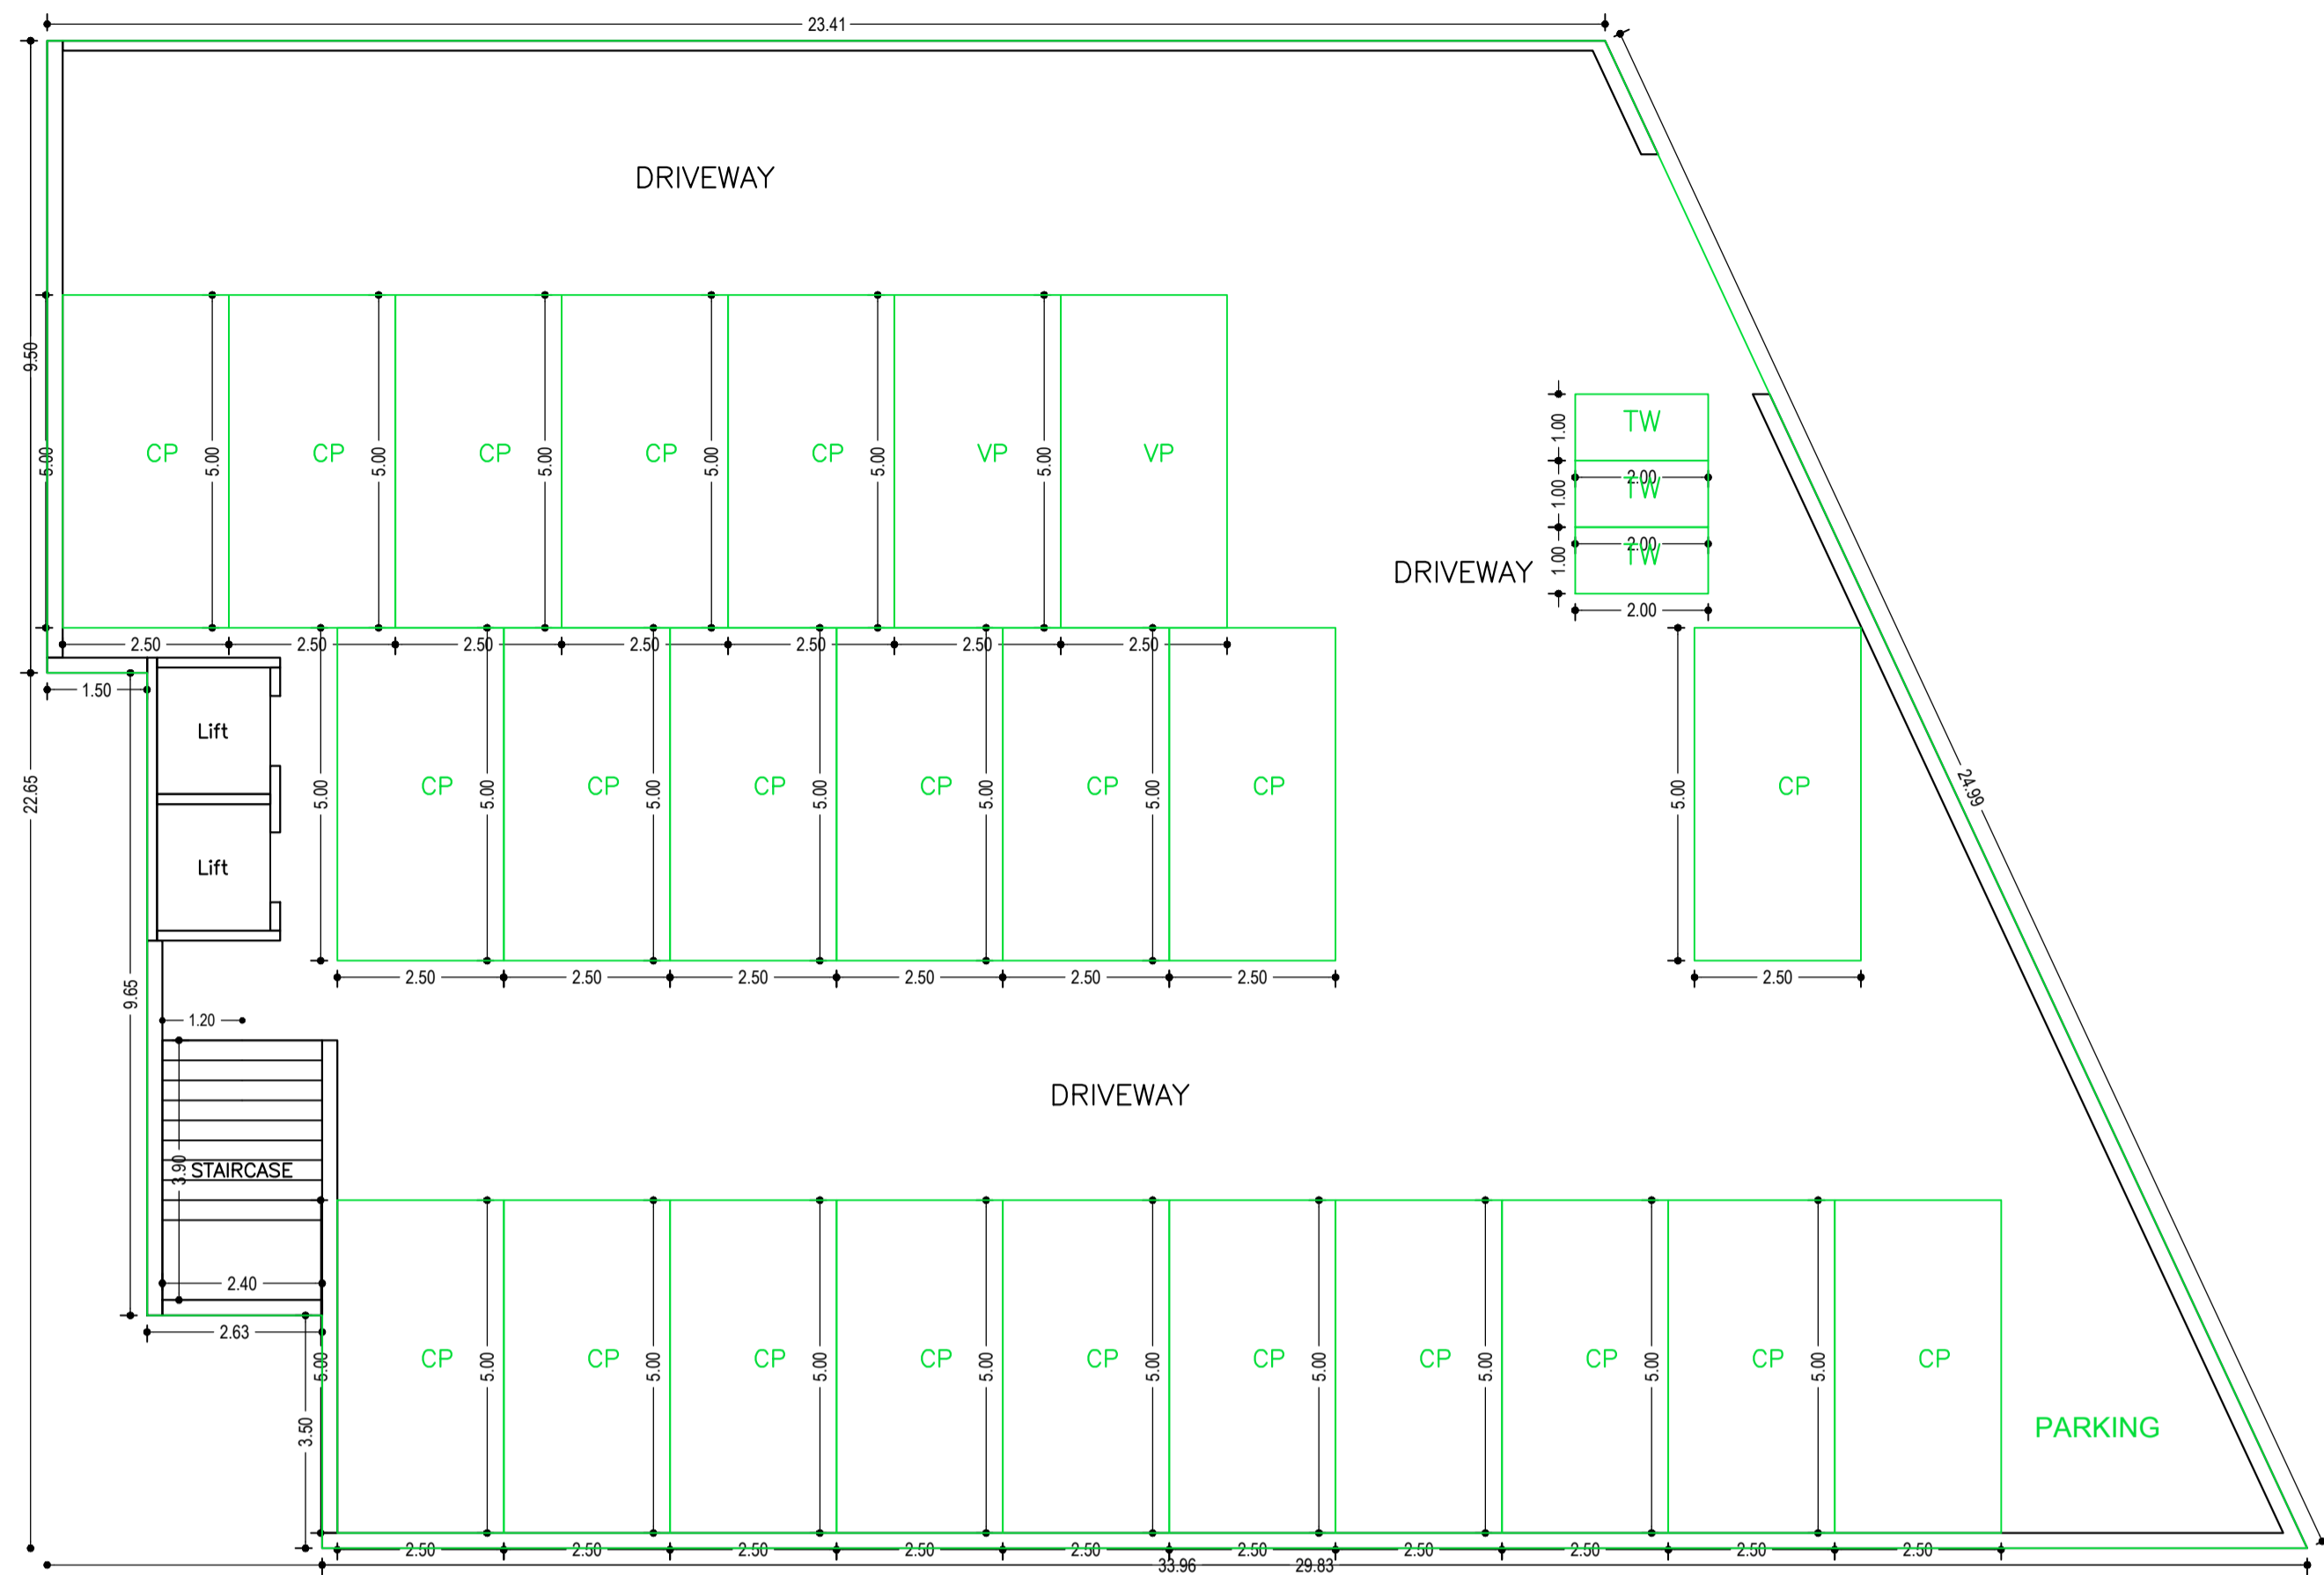 23.41
DRIVEWAY
9.50
5.00
CP
5.00
CP
5.00
CP
5.00
CP
5.00
CP
5.00
VP
5.00
VP
1.00
TW
1.00
2.00
TW
1.00
2.00
TW
DRIVEWAY
2.00
2.50
2.50
2.50
2.50
2.50
2.50
2.50
1.50
Lift
22.65
5.00
CP
5.00
CP
5.00
CP
5.00
CP
5.00
CP
5.00
CP
5.00
CP
24.99
Lift
9.65
2.50
2.50
2.50
2.50
2.50
2.50
2.50
1.20
DRIVEWAY
3.90
STAIRCASE
2.40
2.63
5.00
CP
5.00
CP
5.00
CP
5.00
CP
5.00
CP
5.00
CP
5.00
CP
5.00
CP
5.00
CP
5.00
CP
3.50
PARKING
2.50
2.50
2.50
2.50
2.50
2.50
2.50
2.50
2.50
2.50
33.96
29.83